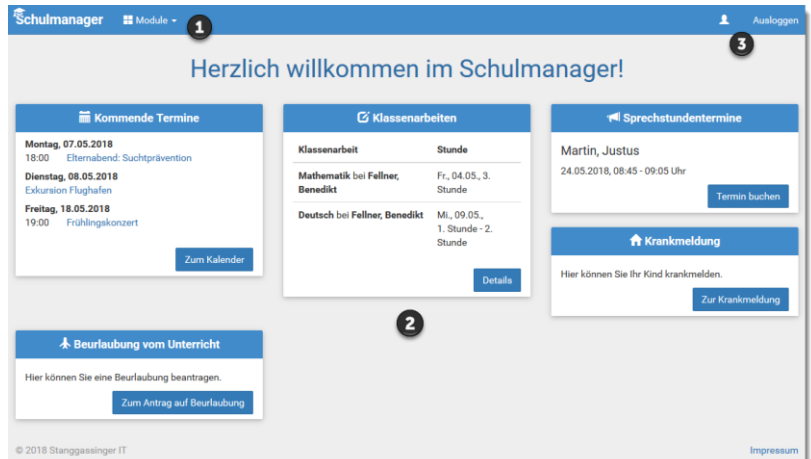 Schulmanager Module 1 Ausloggen
3
Herzlich willkommen im Schulmanager!
Kommende Termine
Montag, 07.05.2018
18:00 Elternabend: Suchtprävention
Dienstag, 08.05.2018
Exkursion Flughafen
Freitag, 18.05.2018
19:00 Frühlingskonzert
Zum Kalender
Klassenarbeiten
Klassenarbeit Stunde
Mathematik bei Fellner, Fr., 04.05., 3.
Benedikt Stunde
Deutsch bei Fellner, Benedikt Mi., 09.05.,
1. Stunde - 2.
Stunde
Details
Sprechstundentermine
Martin, Justus
24.05.2018, 08:45 - 09:05 Uhr
Termin buchen
Krankmeldung
Hier können Sie Ihr Kind krankmelden.
Zur Krankmeldung
2
Beurlaubung vom Unterricht
Hier können Sie eine Beurlaubung beantragen.
Zum Antrag auf Beurlaubung
© 2018 Stanggassinger IT Impressum